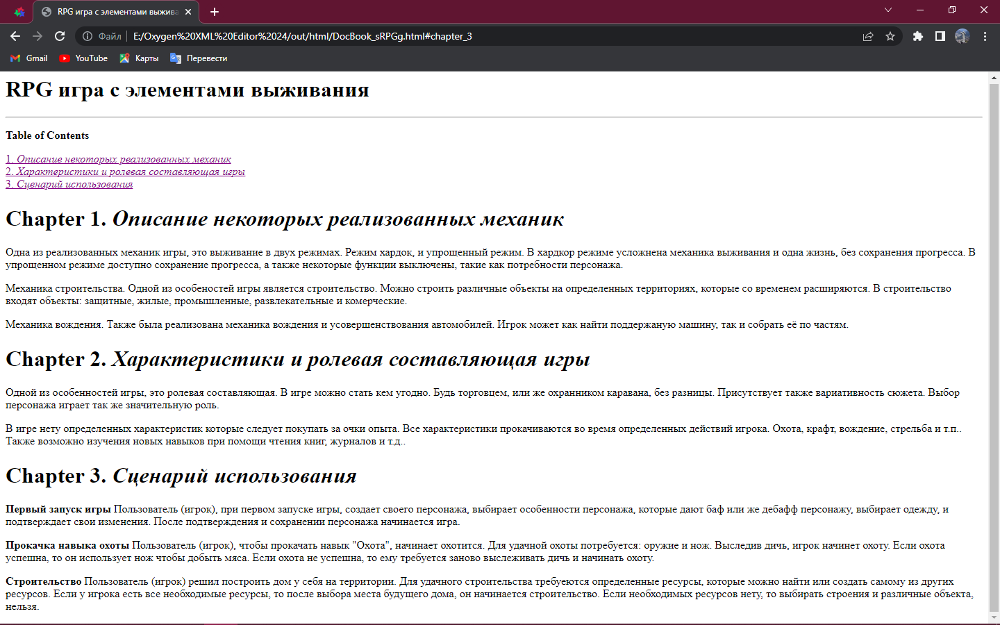 RPG игра с элементами выжива
Файл
E:/Oxygen%20XML%20Editor%2024/out/html/DocBook_sRPGg.html#chapter_3
Gmail
YouTube
Карты
Перевести
RPG игра с элементами выживания
Table of Contents
1. Описание некоторых реализованных механик
2. Характеристики и ролевая составляющая игры
3. Сценарий использования
Chapter 1. Описание некоторых реализованных механик
Одна из реализованных механик игры, это выживание в двух режимах. Режим хардок, и упрощенный режим. В хардкор режиме усложнена механика выживания и одна жизнь, без сохранения прогресса. В
упрощенном режиме доступно сохранение прогресса, а также некоторые функции выключены, такие как потребности персонажа.
Механика строительства. Одной из особеностей игры является строительство. Можно строить различные объекты на определенных территориях, которые со временем расширяются. В строительство
входят объекты: защитные, жилые, промышленные, развлекательные и комерческие.
Механика вождения. Также была реализована механика вождения и усовершенствования автомобилей. Игрок может как найти поддержаную машину, так и собрать её по частям.
Chapter 2. Характеристики и ролевая составляющая игры
Одной из особенностей игры, это ролевая составляющая. В игре можно стать кем угодно. Будь торговцем, или же охранником каравана, без разницы. Присутствует также вариативность сюжета. Выбор
персонажа играет так же значительную роль.
В игре нету определенных характеристик которые следует покупать за очки опыта. Все характеристики прокачиваются во время определенных действий игрока. Охота, крафт, вождение, стрельба и т.п..
Также возможно изучения новых навыков при помощи чтения книг, журналов и т.д..
Chapter 3. Сценарий использования
Первый запуск игры Пользователь (игрок), при первом запуске игры, создает своего персонажа, выбирает особенности персонажа, которые дают баф или же дебафф персонажу, выбирает одежду, и
подтверждает свои изменения. После подтверждения и сохранении персонажа начинается игра.
Прокачка навыка охоты Пользователь (игрок), чтобы прокачать навык "Охота", начинает охотится. Для удачной охоты потребуется: оружие и нож. Выследив дичь, игрок начинет охоту. Если охота
успешна, то он использует нож чтобы добыть мяса. Если охота не успешна, то ему требуется заново выслеживать дичь и начинать охоту.
Строительство Пользователь (игрок) решил построить дом у себя на территории. Для удачного строительства требуеются определенные ресурсы, которые можно найти или создать самому из других
ресурсов. Если у игрока есть все необходимые ресурсы, то после выбора места будущего дома, он начинается строительство. Если необходимых ресурсов нету, то выбирать строения и различные объекта,
нельзя.